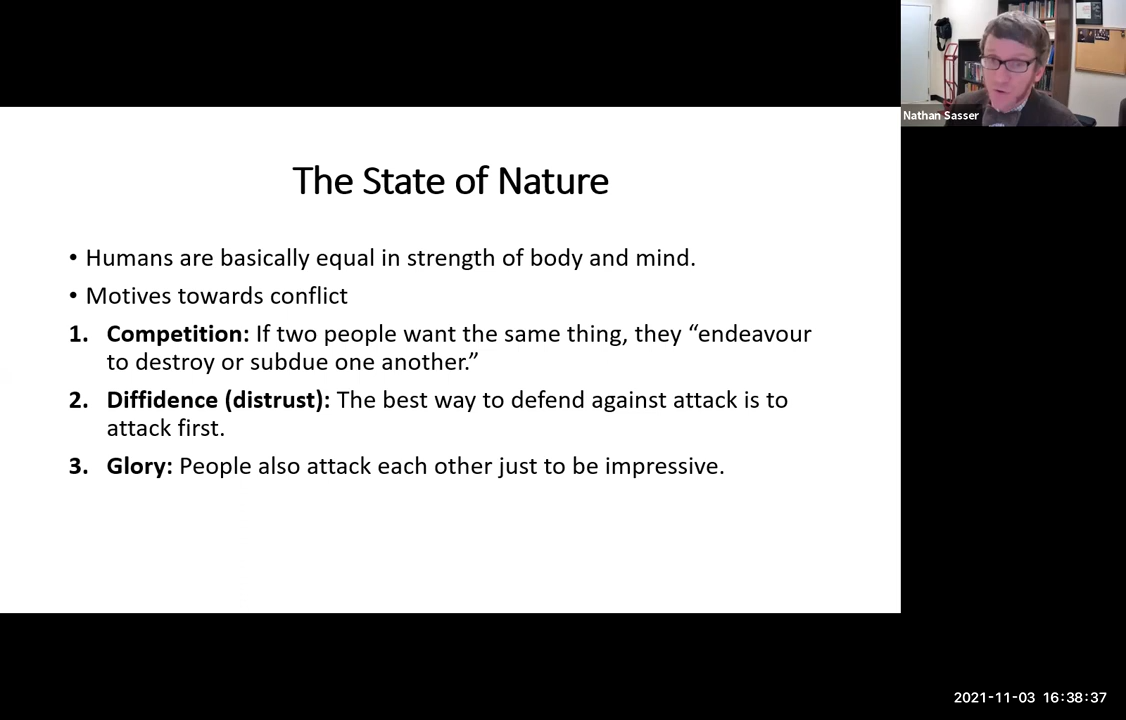 Nathan Sasser
The State of Nature
• Humans are basically equal in strength of body and mind.
• Motives towards conflict
1. Competition: If two people want the same thing, they “endeavour
to destroy or subdue one another.”
2. Diffidence (distrust): The best way to defend against attack is to
attack first.
3. Glory: People also attack each other just to be impressive.
2021-11-03 16:38:37